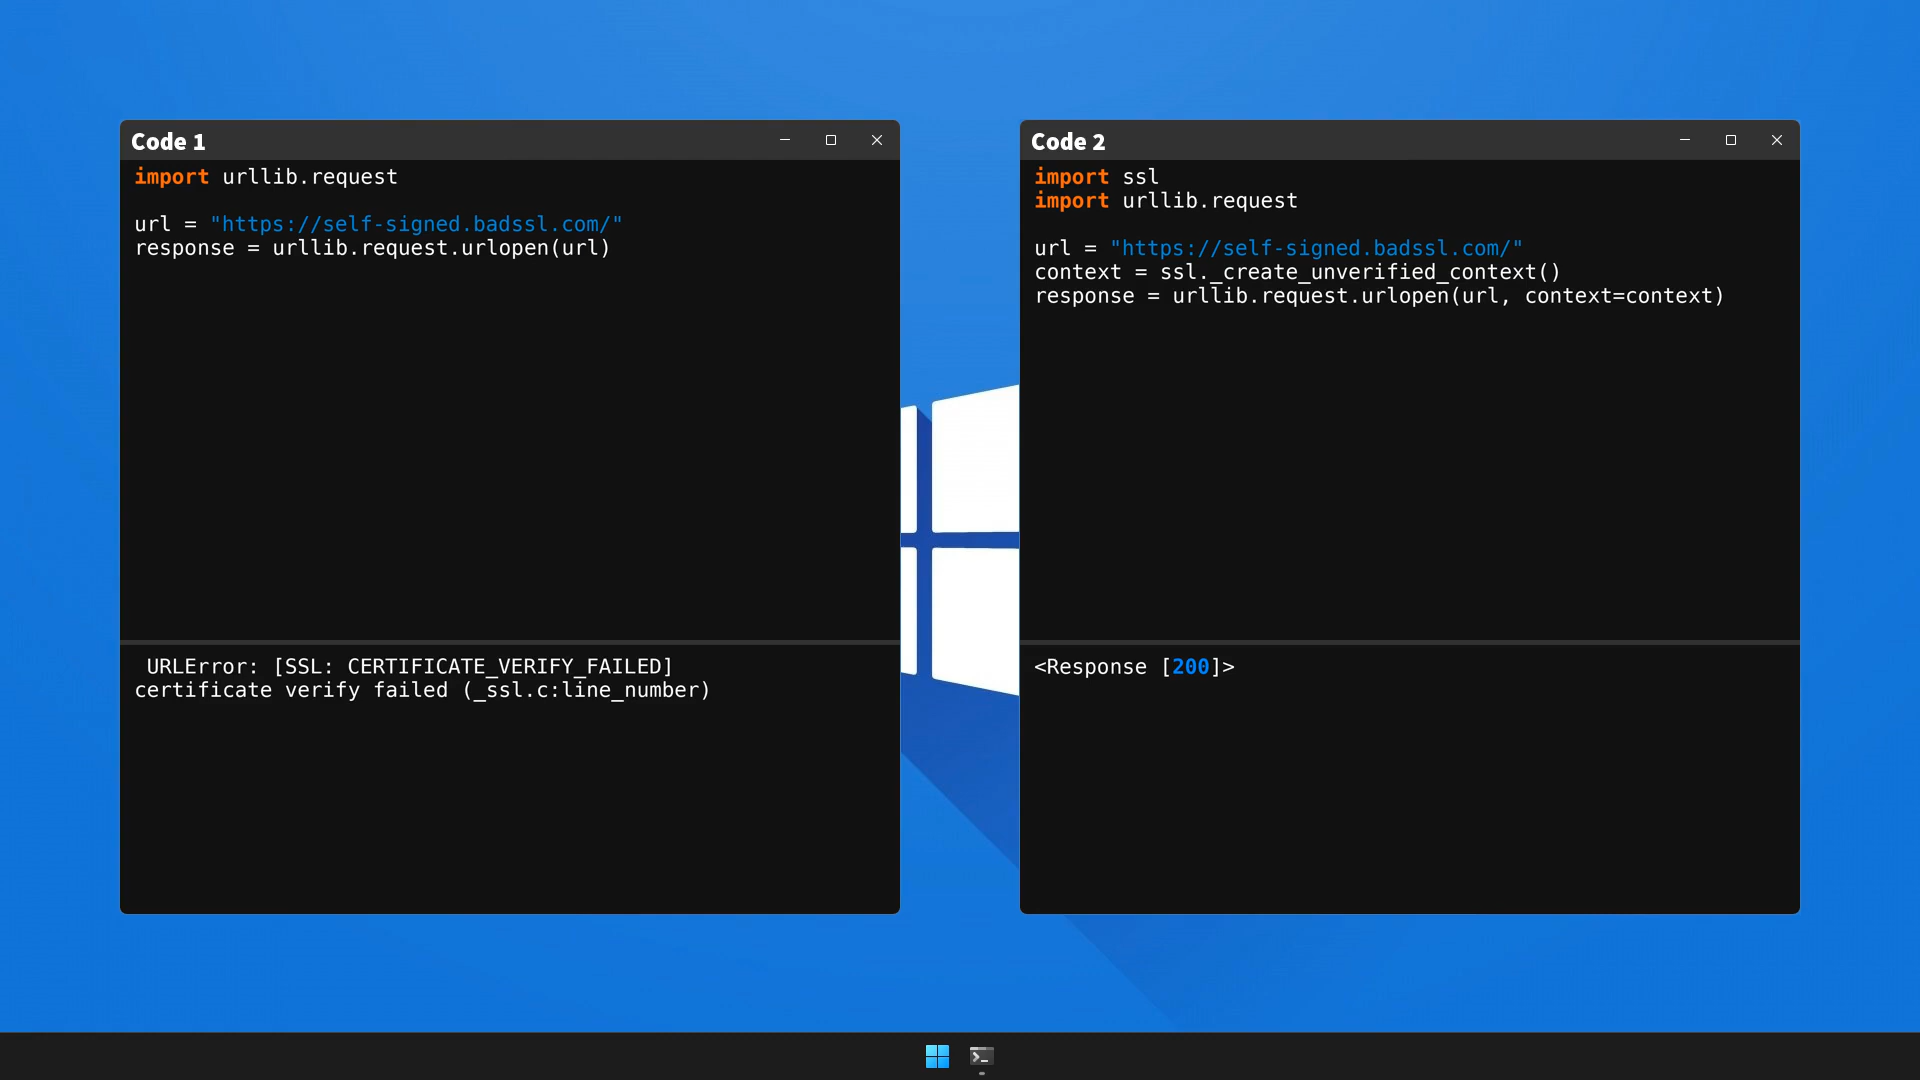 Code 1
import urllib.request
url = "https://self-signed.badssl.com/"
response = urllib.request.urlopen(url)
URLError: [SSL: CERTIFICATE_VERIFY_FAILED]
certificate verify failed (_ssl.c:line_number)
Code 2
import ssl
import urllib.request
url = "https://self-signed.badssl.com/"
context = ssl._create_unverified_context()
response = urllib.request.urlopen(url, context=context)
<Response [200]>